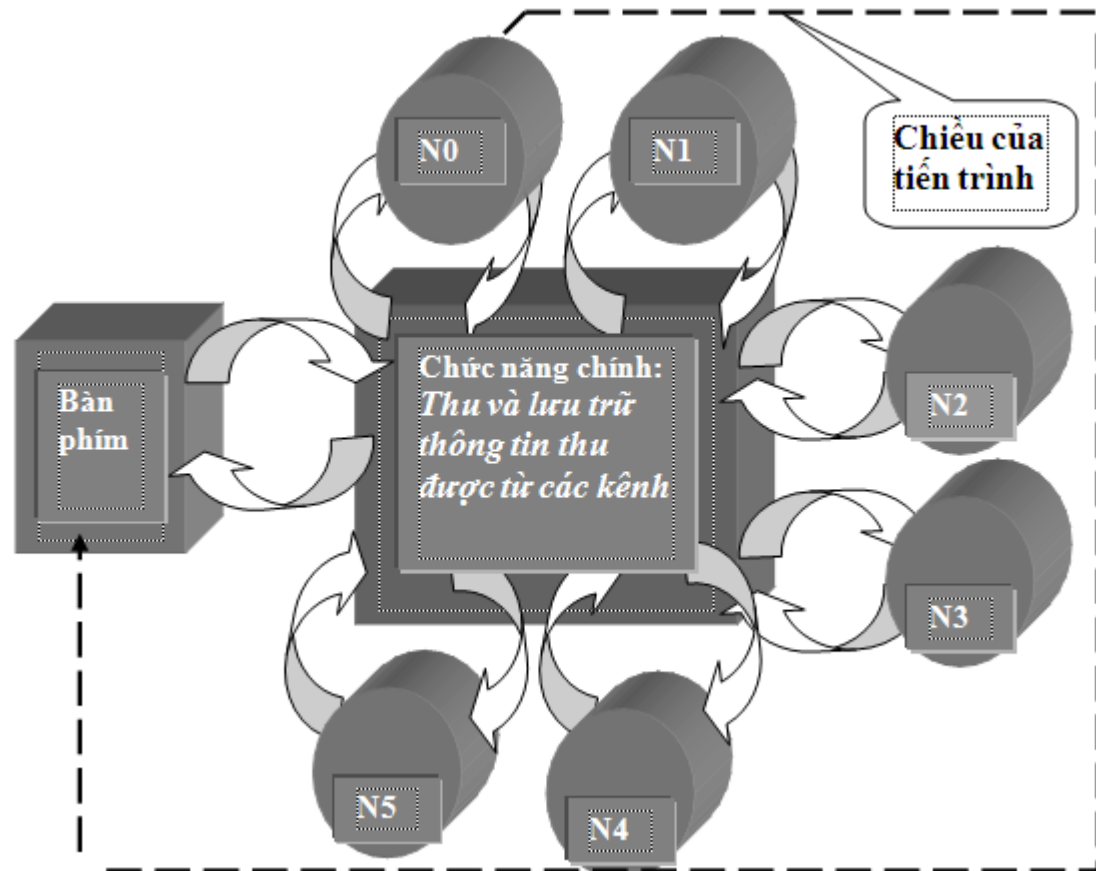 N0
N1
Chiều của
tiến trình
Bàn
phím
Chức năng chính:
Thu và lưu trữ
thông tin thu
được từ các kênh
N2
N3
N5
N4